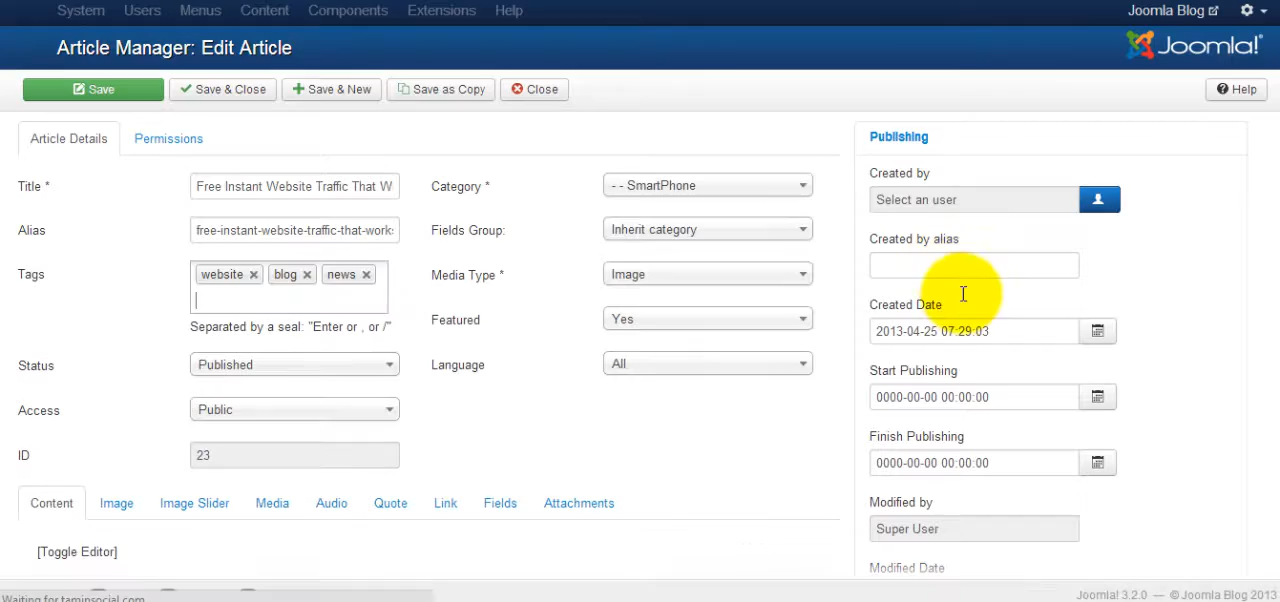 System Users Menus Content Components Extensions Help Joomla Blog
Article Manager: Edit Article Joomla!®
Save Save & Close Save & New Save as Copy Close Help
Article Details Permissions
Publishing
Title * Free Instant Website Traffic That W
Category * - - SmartPhone
Created by
Select an user
Alias free-instant-website-traffic-that-work
Fields Group: Inherit category
Created by alias
Tags website × blog × news ×
Media Type * Image
Separated by a seal: "Enter or , or /"
Featured Yes
Created Date
2013-04-25 07:29:03
Status Published
Language All
Start Publishing
0000-00-00 00:00:00
Access Public
Finish Publishing
0000-00-00 00:00:00
ID 23
Content Image Image Slider Media Audio Quote Link Fields Attachments
Modified by
Super User
[Toggle Editor]
Modified Date
Waiting for taminsocial.com
Joomla! 3.2.0 — © Joomla Blog 2013